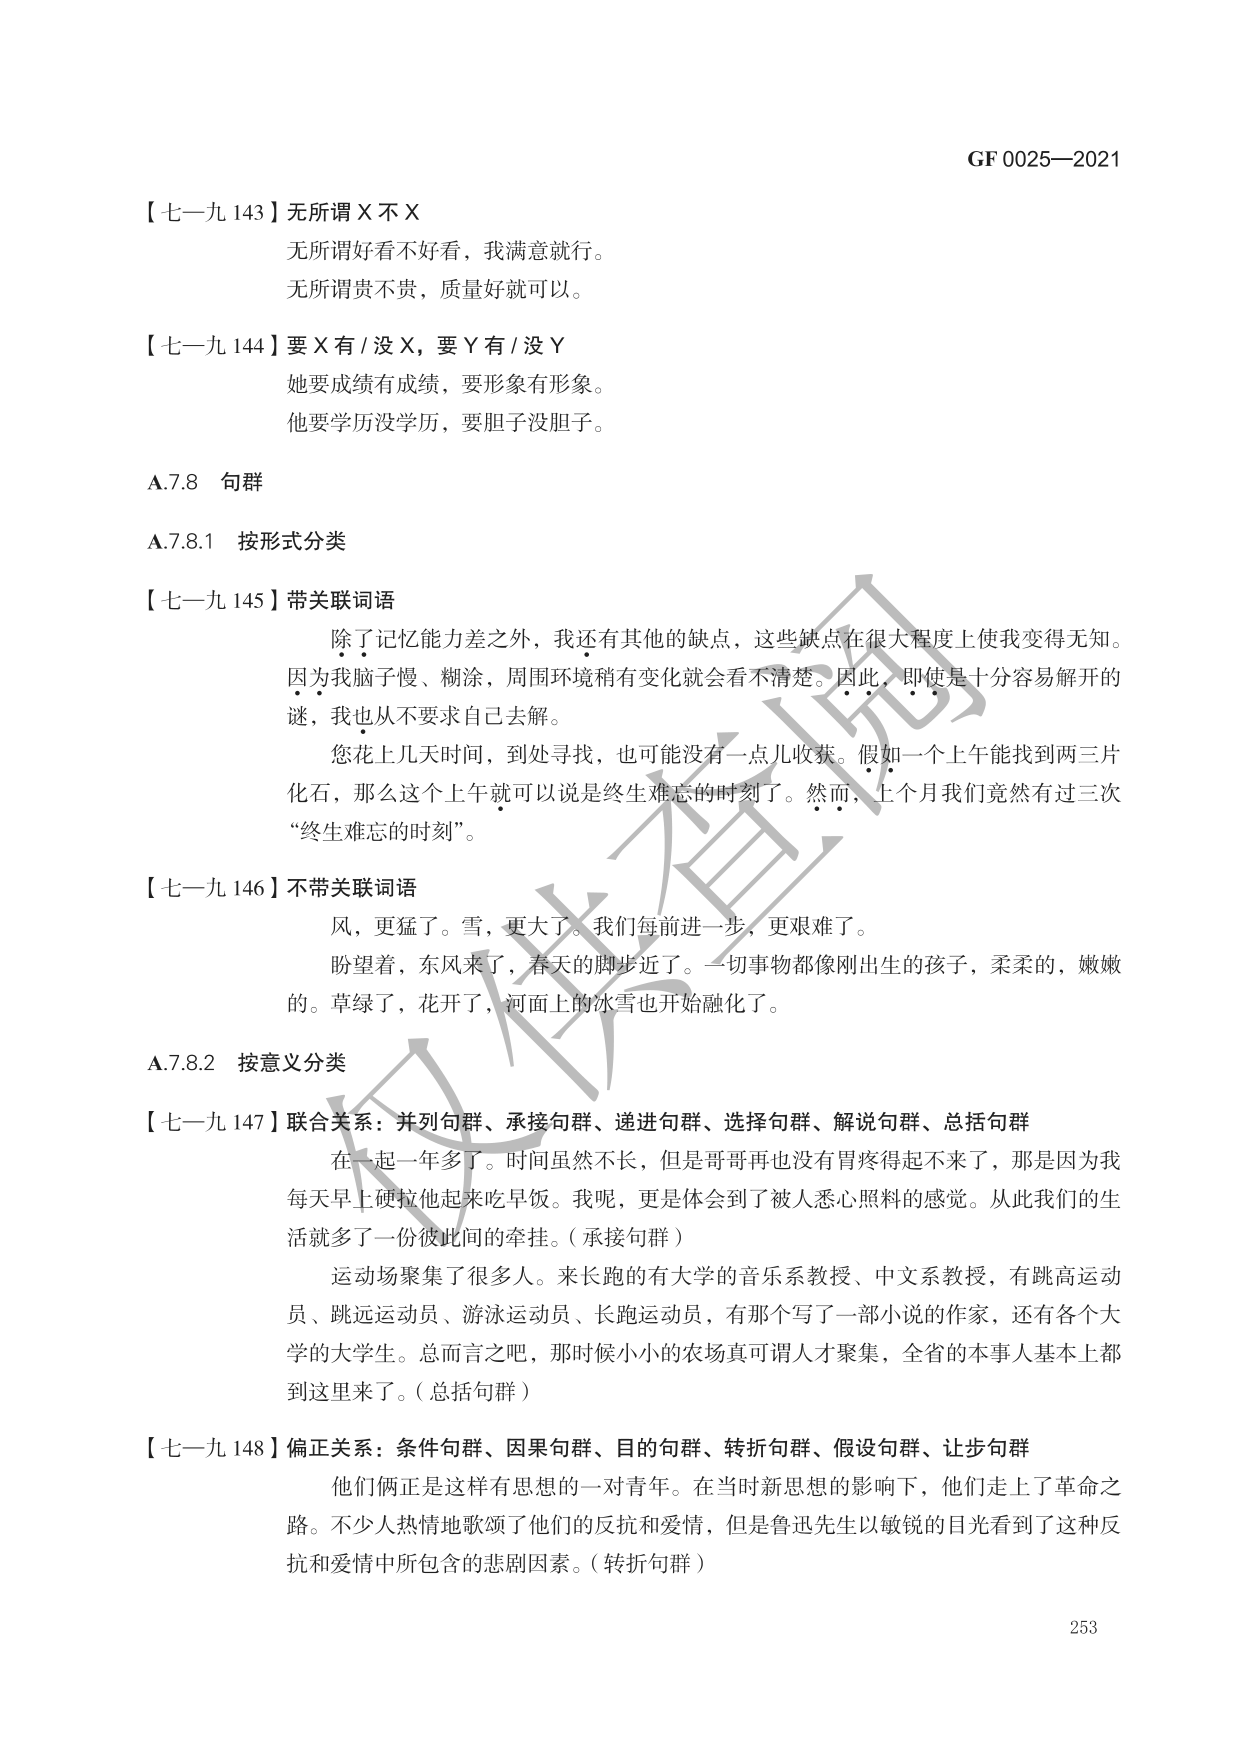 GF 0025—2021
【七—九 143】无所谓 X 不 X
无所谓好看不好看，我满意就行。
无所谓贵不贵，质量好就可以。
【七—九 144】要 X 有 / 没 X，要 Y 有 / 没 Y
她要成绩有成绩，要形象有形象。
他要学历没学历，要胆子没胆子。
A.7.8 句群
A.7.8.1 按形式分类
【七—九 145】带关联词语
除了记忆能力差之外，我还有其他的缺点，这些缺点在很大程度上使我变得无知。
因为我脑子慢、糊涂，周围环境稍有变化就会看不清楚。因此，即使是十分容易解开的
谜，我也从不要求自己去解。
您花上几天时间，到处寻找，也可能没有一点儿收获。假如一个上午能找到两三片
化石，那么这个上午就可以说是终生难忘的时刻了。然而，上个月我们竟然有过三次
“终生难忘的时刻”。
【七—九 146】不带关联词语
风，更猛了。雪，更大了。我们每前进一步，更艰难了。
盼望着，东风来了，春天的脚步近了。一切事物都像刚出生的孩子，柔柔的，嫩嫩
的。草绿了，花开了，河面上的冰雪也开始融化了。
A.7.8.2 按意义分类
【七—九 147】联合关系：并列句群、承接句群、递进句群、选择句群、解说句群、总括句群
在一起一年多了。时间虽然不长，但是哥哥再也没有胃疼得起不来了，那是因为我
每天早上硬拉他起来吃早饭。我呢，更是体会到了被人悉心照料的感觉。从此我们的生
活就多了一份彼此间的牵挂。（承接句群）
运动场聚集了很多人。来长跑的有大学的音乐系教授、中文系教授，有跳高运动
员、跳远运动员、游泳运动员、长跑运动员，有那个写了一部小说的作家，还有各个大
学的大学生。总而言之吧，那时候小小的农场真可谓人才聚集，全省的本事人基本上都
到这里来了。（总括句群）
【七—九 148】偏正关系：条件句群、因果句群、目的句群、转折句群、假设句群、让步句群
他们俩正是这样有思想的一对青年。在当时新思想的影响下，他们走上了革命之
路。不少人热情地歌颂了他们的反抗和爱情，但是鲁迅先生以敏锐的目光看到了这种反
抗和爱情中所包含的悲剧因素。（转折句群）
253
仅供查阅